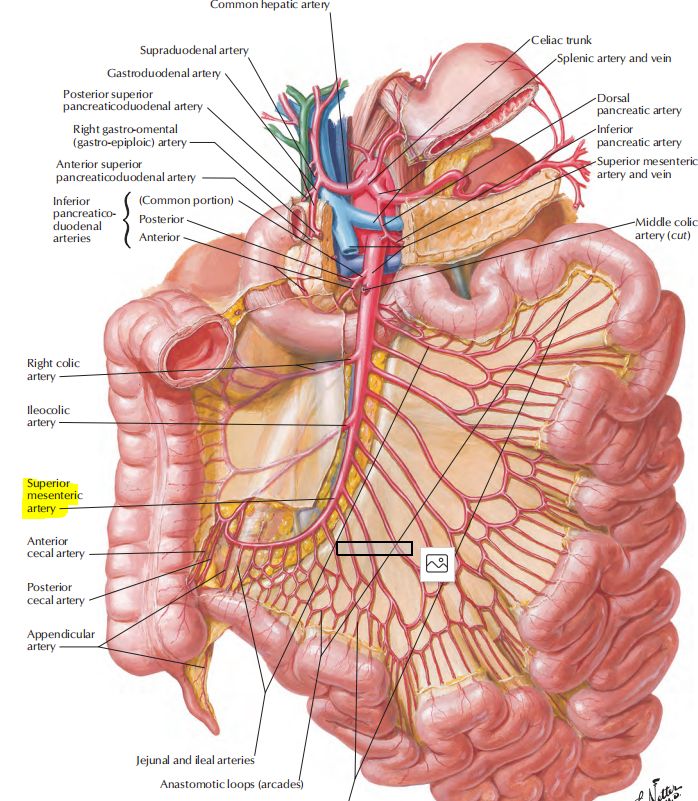 Common hepatic artery
Supraduodenal artery
Gastroduodenal artery
Posterior superior
pancreaticoduodenal artery
Right gastro-omental
(gastro-epiploic) artery
Anterior superior
pancreaticoduodenal artery
Inferior
pancreatico-
duodenal
arteries
(Common portion)
Posterior
Anterior
Celiac trunk
Splenic artery and vein
Dorsal
pancreatic artery
Inferior
pancreatic artery
Superior mesenteric
artery and vein
Middle colic
artery (cut)
Right colic
artery
Ileocolic
artery
Superior
mesenteric
artery
Anterior
cecal artery
Posterior
cecal artery
Appendicular
artery
Jejunal and ileal arteries
Anastomotic loops (arcades)
Netter